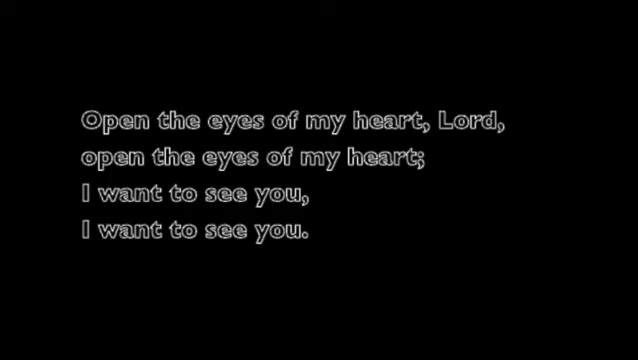 Open the eyes of my heart, Lord,
open the eyes of my heart;
I want to see you,
I want to see you.